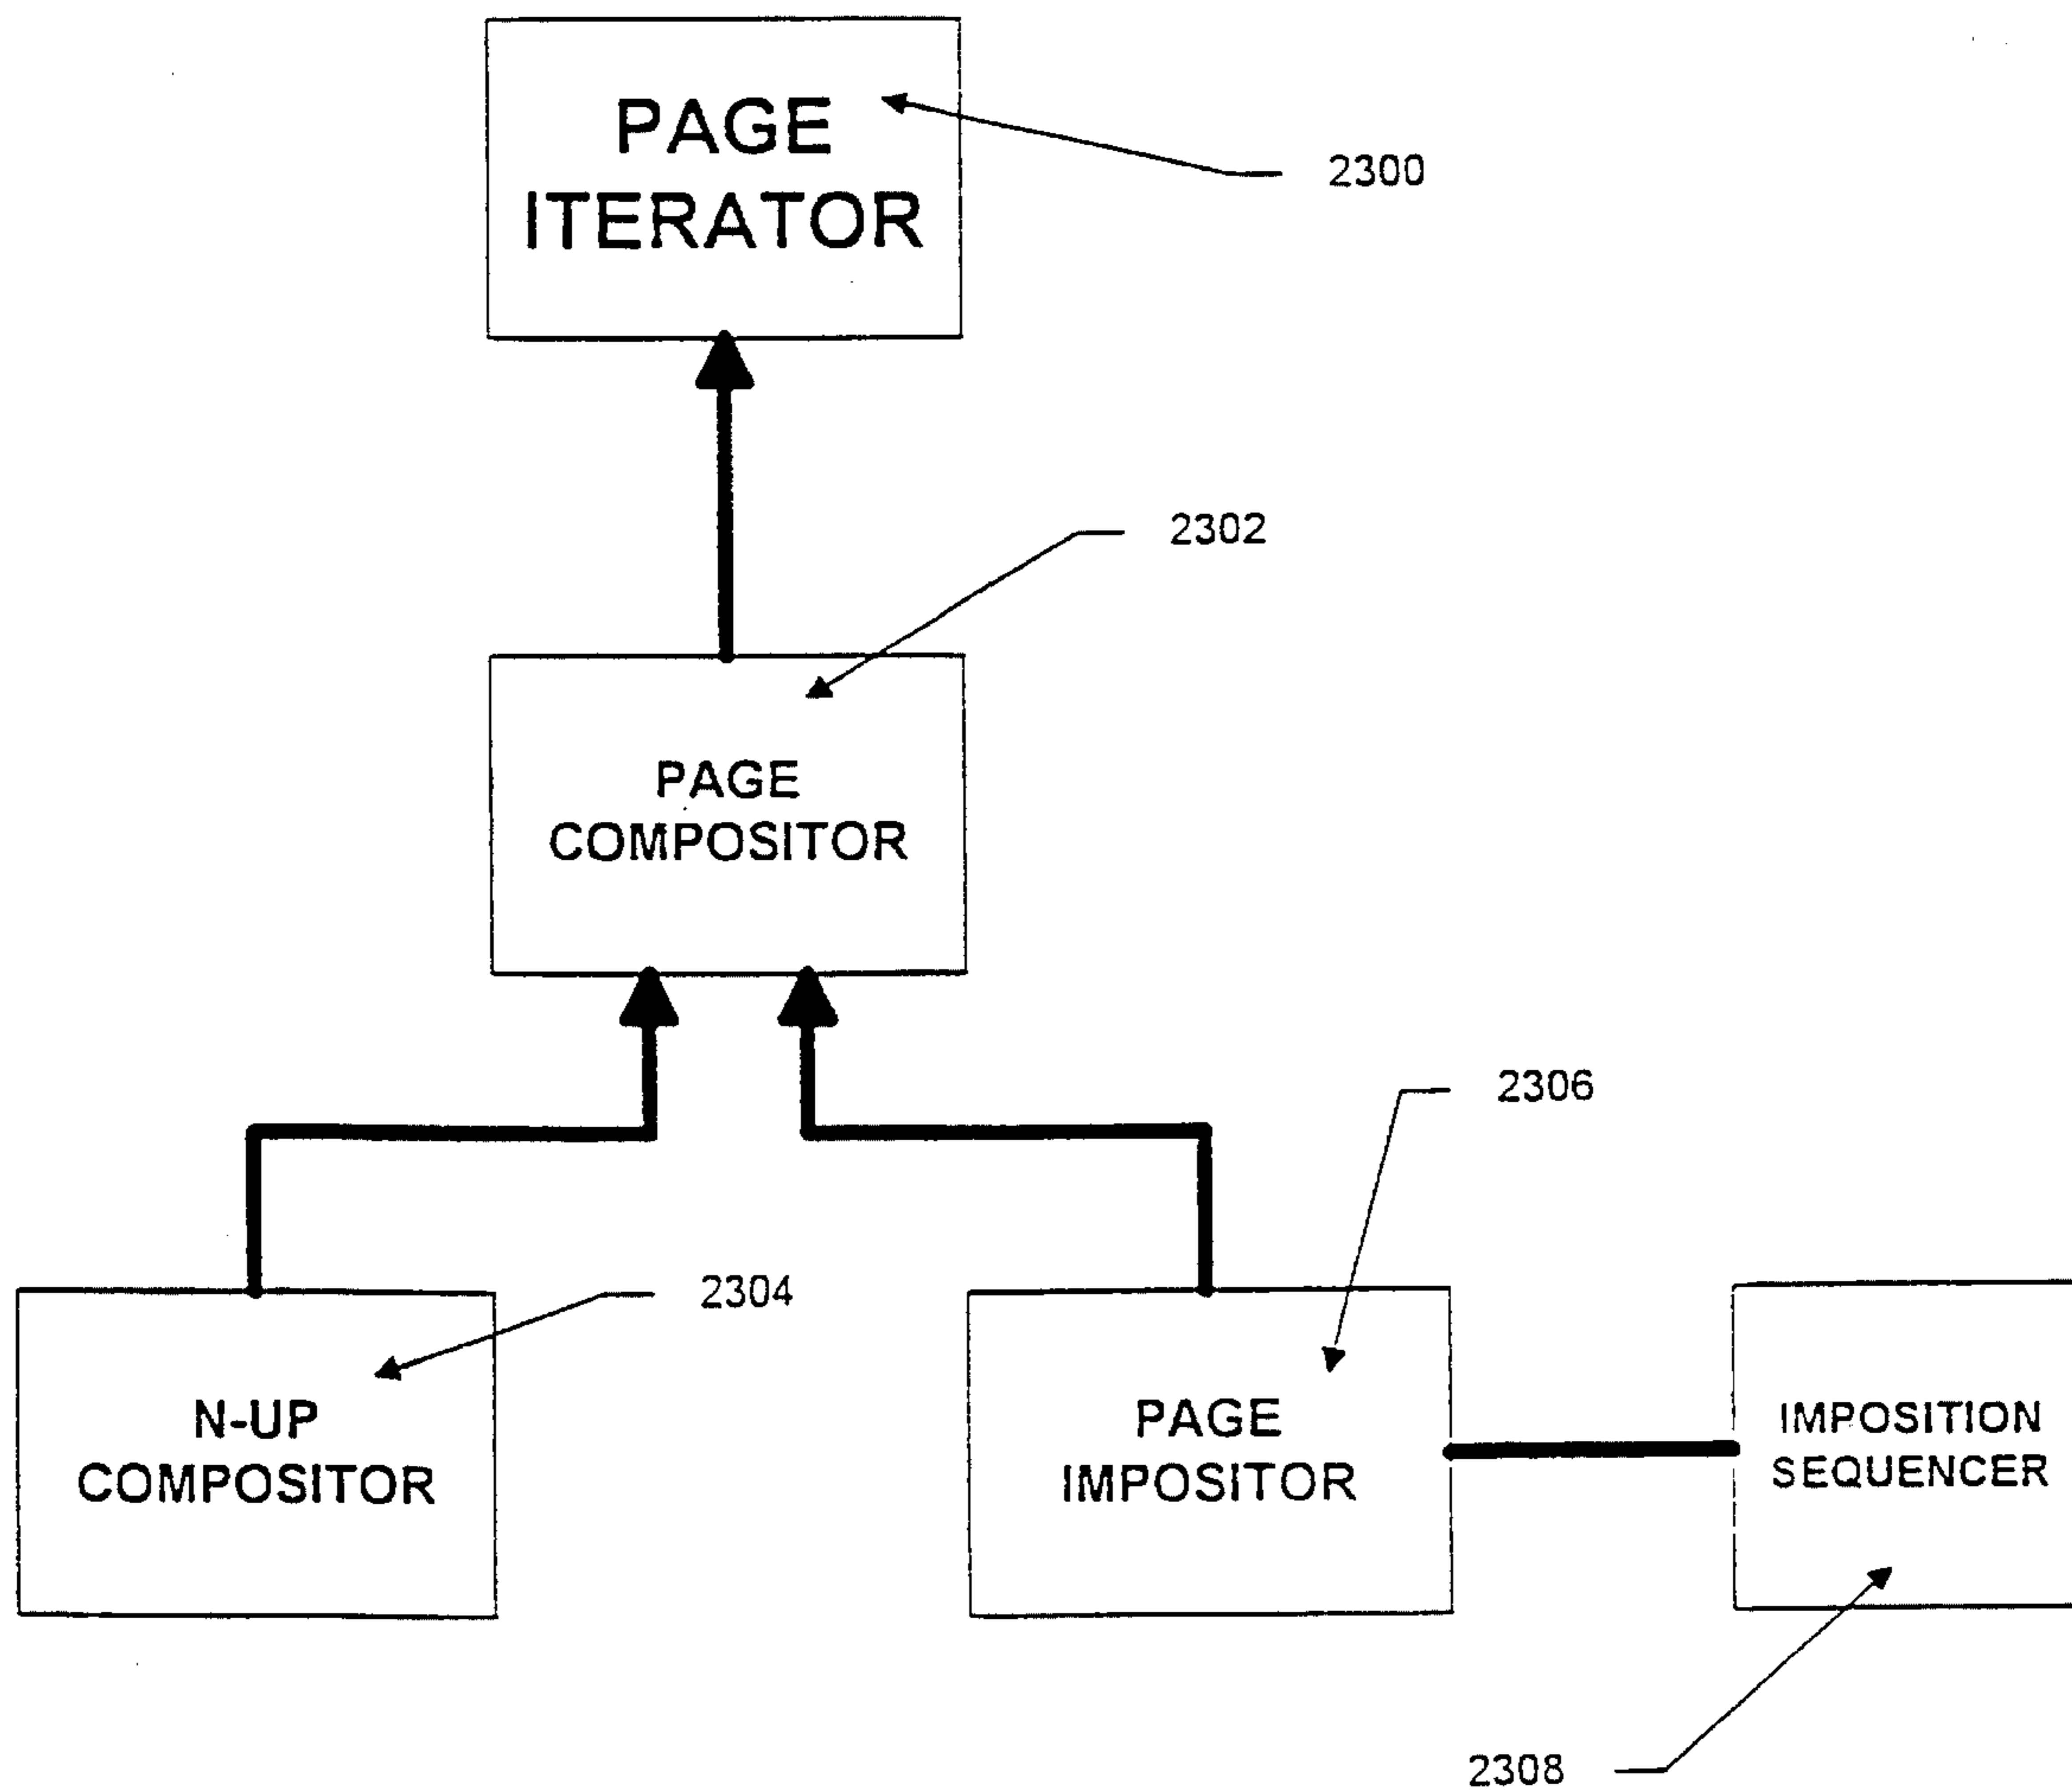 PAGE
ITERATOR
2300
2302
PAGE
COMPOSITOR
2306
2304
N-UP
COMPOSITOR
PAGE
IMPOSITOR
IMPOSITION
SEQUENCER
2308